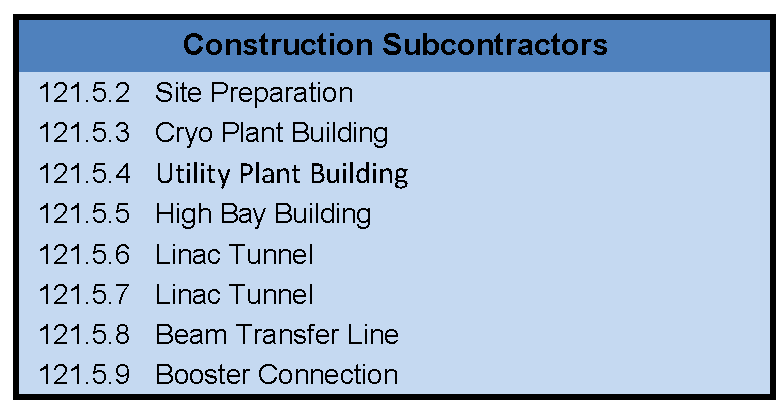 Construction Subcontractors
121.5.2 Site Preparation
121.5.3 Cryo Plant Building
121.5.4 Utility Plant Building
121.5.5 High Bay Building
121.5.6 Linac Tunnel
121.5.7 Linac Tunnel
121.5.8 Beam Transfer Line
121.5.9 Booster Connection